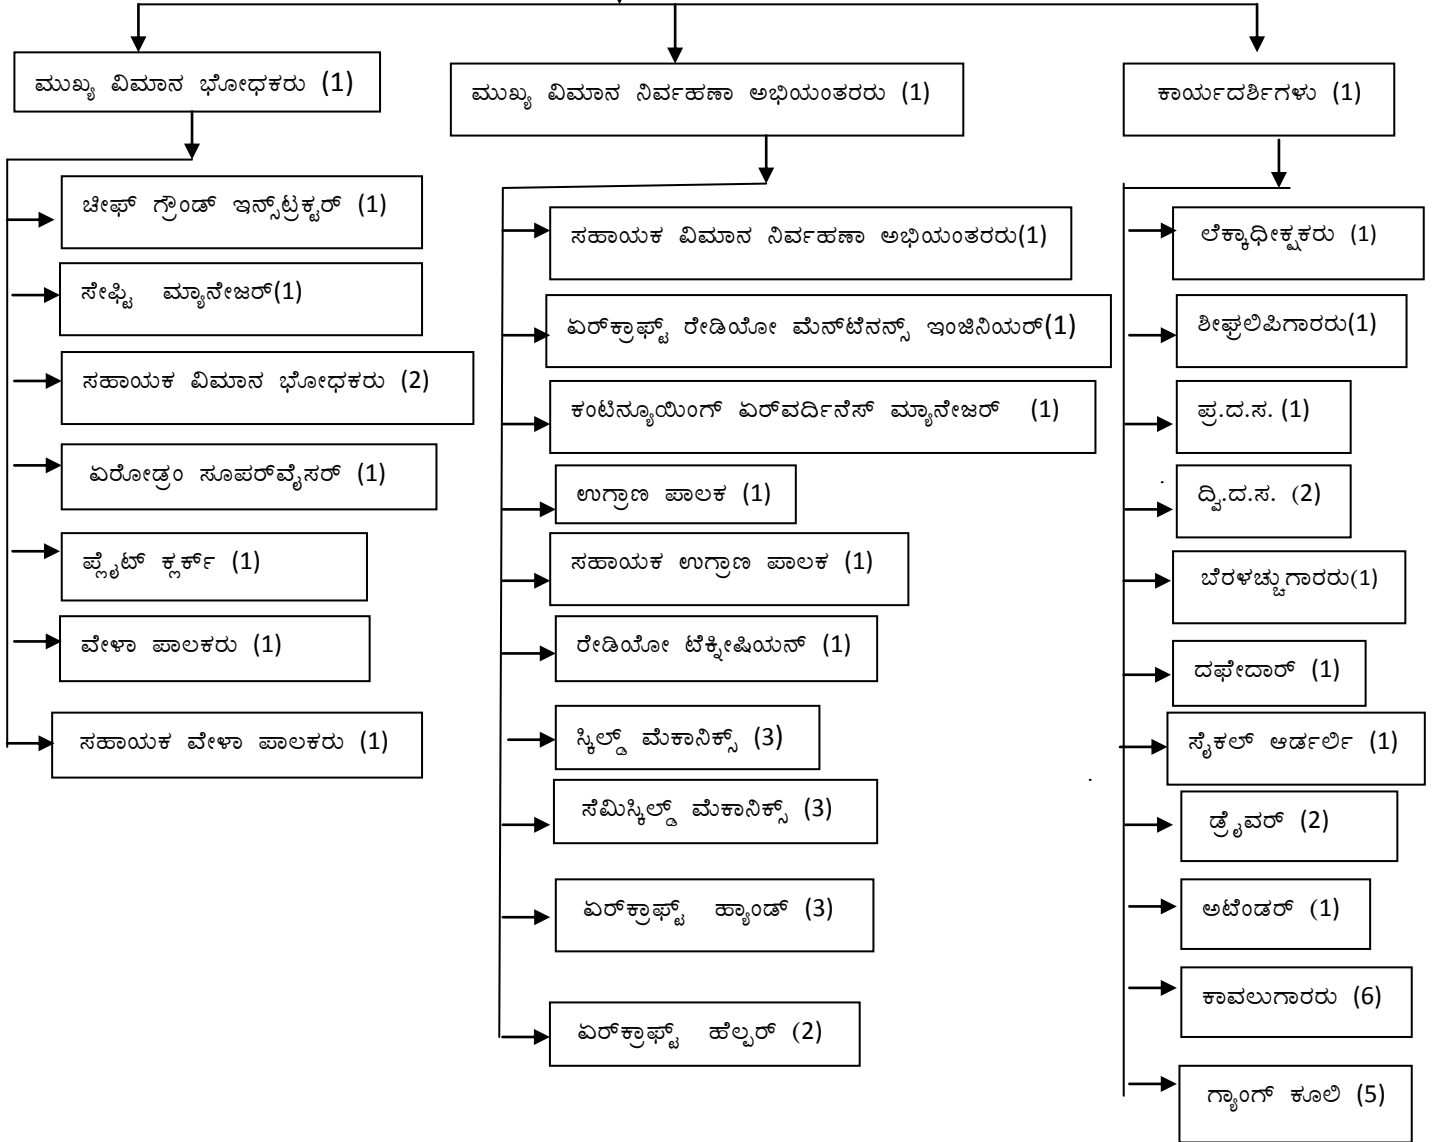 ಮುಖ್ಯ ವಿಮಾನ ಭೋಧಕರು (1)
ಚೀಫ್ ಗ್ರೌಂಡ್ ಇನ್ಸ್‌ಟ್ರಕ್ಟರ್ (1)
ಸೇಫ್ಟಿ ಮ್ಯಾನೇಜರ್(1)
ಸಹಾಯಕ ವಿಮಾನ ಭೋಧಕರು (2)
ಏರೋಡ್ರಂ ಸೂಪರ್‌ವೈಸರ್ (1)
ಪ್ಲೈಟ್ ಕ್ಲರ್ಕ್ (1)
ವೇಳಾ ಪಾಲಕರು (1)
ಸಹಾಯಕ ವೇಳಾ ಪಾಲಕರು (1)
ಮುಖ್ಯ ವಿಮಾನ ನಿರ್ವಹಣಾ ಅಭಿಯಂತರರು (1)
ಸಹಾಯಕ ವಿಮಾನ ನಿರ್ವಹಣಾ ಅಭಿಯಂತರರು(1)
ಏರ್‌ಕ್ರಾಫ್ಟ್ ರೇಡಿಯೋ ಮೆನ್‌ಟೆನನ್ಸ್ ಇಂಜಿನಿಯರ್(1)
ಕಂಟಿನ್ಯೂಯಿಂಗ್ ಏರ್‌ವರ್ದಿನೆಸ್ ಮ್ಯಾನೇಜರ್ (1)
ಉಗ್ರಾಣ ಪಾಲಕ (1)
ಸಹಾಯಕ ಉಗ್ರಾಣ ಪಾಲಕ (1)
ರೇಡಿಯೋ ಟೆಕ್ನೀಷಿಯನ್ (1)
ಸ್ಕಿಲ್ಡ್ ಮೆಕಾನಿಕ್ಸ್ (3)
ಸೆಮಿಸ್ಕಿಲ್ಡ್ ಮೆಕಾನಿಕ್ಸ್ (3)
ಏರ್‌ಕ್ರಾಫ್ಟ್ ಹ್ಯಾಂಡ್ (3)
ಏರ್‌ಕ್ರಾಫ್ಟ್ ಹೆಲ್ಪರ್ (2)
ಕಾರ್ಯದರ್ಶಿಗಳು (1)
ಲೆಕ್ಕಾಧೀಕ್ಷಕರು (1)
ಶೀಘ್ರಲಿಪಿಗಾರರು(1)
ಪ್ರ.ದ.ಸ. (1)
ದ್ವಿ.ದ.ಸ. (2)
ಬೆರಳಚ್ಚುಗಾರರು(1)
ದಫೇದಾರ್ (1)
ಸೈಕಲ್ ಆರ್ಡರ್ಲಿ (1)
ಡ್ರೈವರ್ (2)
ಅಟೆಂಡರ್ (1)
ಕಾವಲುಗಾರರು (6)
ಗ್ಯಾಂಗ್ ಕೂಲಿ (5)